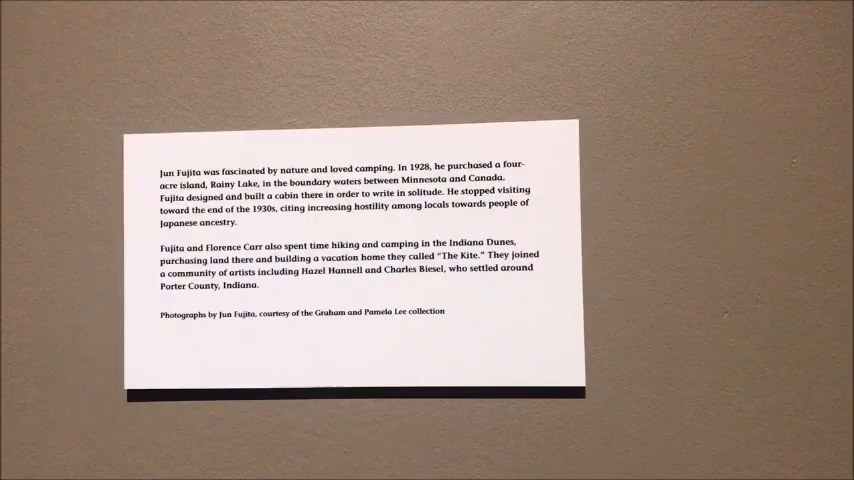 Jun Fujita was fascinated by nature and loved camping. In 1928, he purchased a four-
acre island, Rainy Lake, in the boundary waters between Minnesota and Canada.
Fujita designed and built a cabin there in order to write in solitude. He stopped visiting
toward the end of the 1930s, citing increasing hostility among locals towards people of
Japanese ancestry.
Fujita and Florence Carr also spent time hiking and camping in the Indiana Dunes,
purchasing land there and building a vacation home they called “The Kite.” They joined
a community of artists including Hazel Hannell and Charles Biesel, who settled around
Porter County, Indiana.
Photographs by Jun Fujita, courtesy of the Graham and Pamela Lee collection